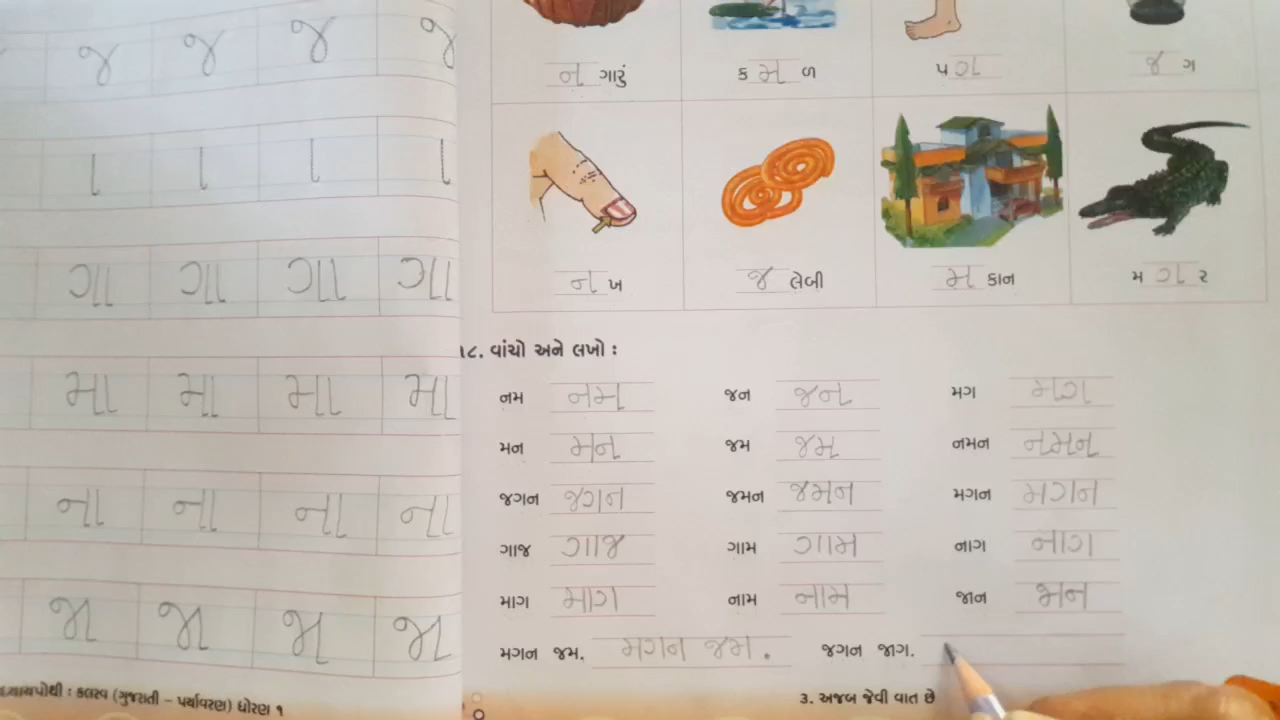 જ જ જ જ
ા ા ા ા
ગા ગા ગા ગા
મા મા મા મા
ના ના ના ના
જા જા જા જા
કલરવ (ગુજરાતી – પર્યાવરણ) ધોરણ ૧
ન ગારું ક મ ળ પ ગ જ ગ
ન ખ જ લેબી મ કાન મ ગ ર
૧૮. વાંચો અને લખો :
નમ નમ જન જન મગ મગ
મન મન જમ જમ નમન નમન
જગન જગન જમન જમન મગન મગન
ગાજ ગાજ ગામ ગામ નાગ નાગ
માગ માગ નામ નામ જાન જાન
મગન જમ. મગન જમ. જગન જાગ.
3. અજબ જેવી વાત છે